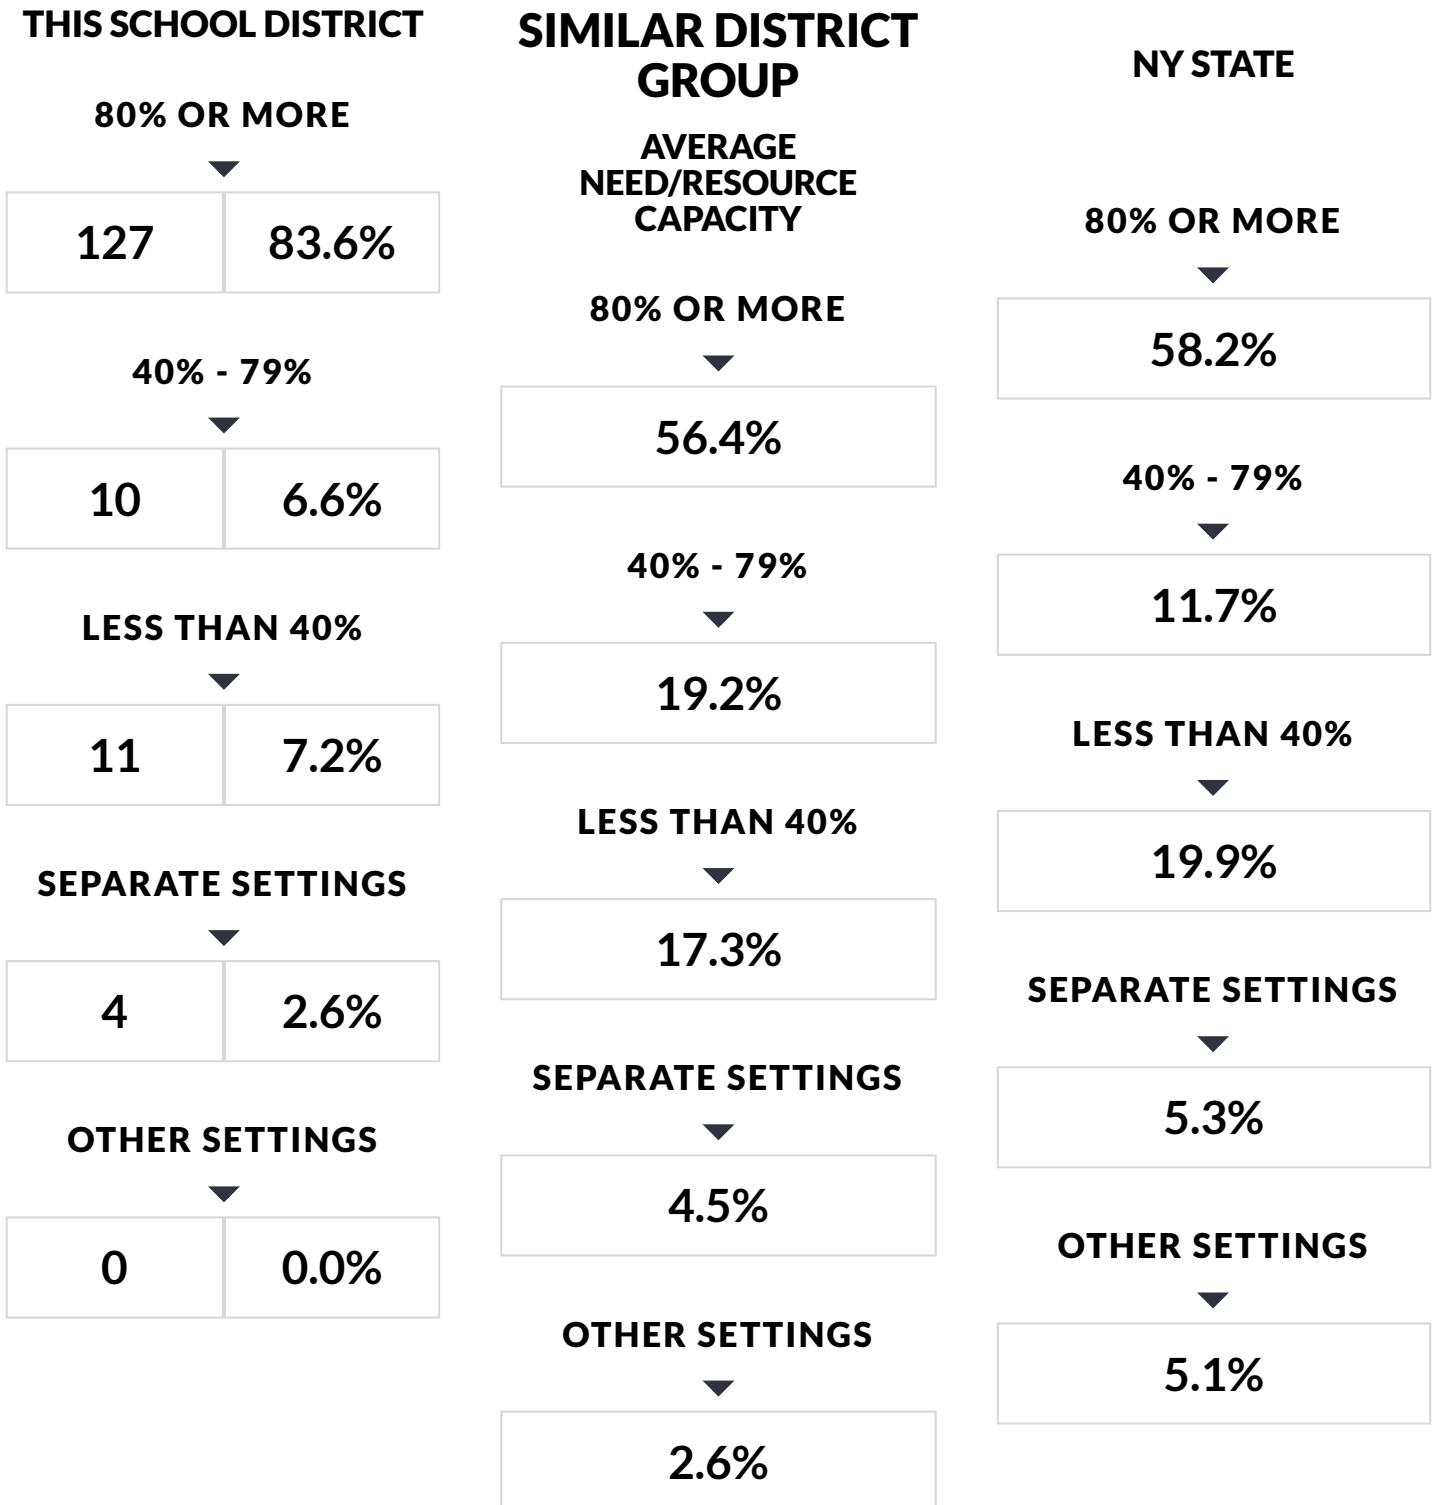 THIS SCHOOL DISTRICT
80% OR MORE
127 83.6%
40% - 79%
10 6.6%
LESS THAN 40%
11 7.2%
SEPARATE SETTINGS
4 2.6%
OTHER SETTINGS
0 0.0%
SIMILAR DISTRICT
GROUP
AVERAGE
NEED/RESOURCE
CAPACITY
80% OR MORE
56.4%
40% - 79%
19.2%
LESS THAN 40%
17.3%
SEPARATE SETTINGS
4.5%
OTHER SETTINGS
2.6%
NY STATE
80% OR MORE
58.2%
40% - 79%
11.7%
LESS THAN 40%
19.9%
SEPARATE SETTINGS
5.3%
OTHER SETTINGS
5.1%